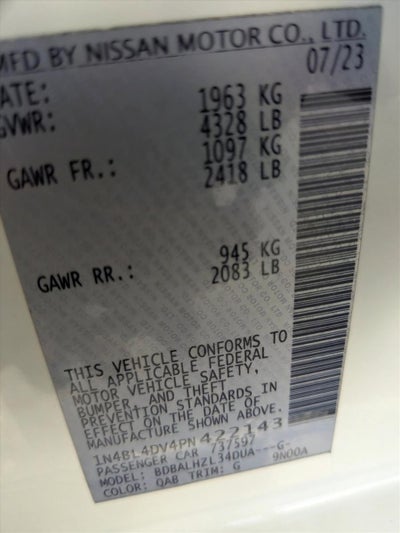 MFD BY NISSAN MOTOR CO., LTD.
ATE: 07/23
GVWR: 1963 KG
4328 LB
GAWR FR.: 1097 KG
2418 LB
GAWR RR.: 945 KG
2083 LB
THIS VEHICLE CONFORMS TO
ALL APPLICABLE FEDERAL
MOTOR VEHICLE SAFETY,
BUMPER, AND THEFT
PREVENTION STANDARDS IN
EFFECT ON THE DATE OF
MANUFACTURE SHOWN ABOVE.
1N4BL4DV4PN422143
PASSENGER CAR 737597
MODEL: BDBALHZL34DUA---G-
COLOR: QAB TRIM: G 9N00A